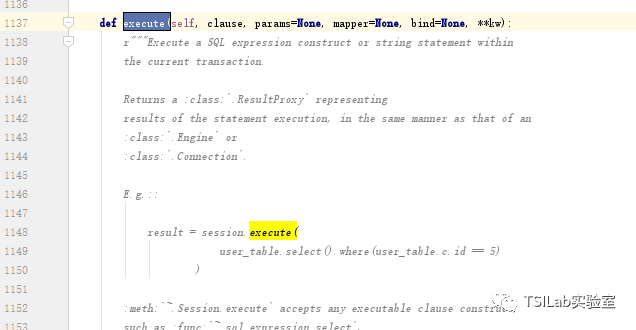 1136
1137 def execute(self, clause, params=None, mapper=None, bind=None, **kw):
1138 r"""Execute a SQL expression construct or string statement within
1139 the current transaction.
1140
1141 Returns a :class:`.ResultProxy` representing
1142 results of the statement execution, in the same manner as that of an
1143 :class:`.Engine` or
1144 :class:`.Connection`.
1145
1146 E.g.::
1147
1148 result = session.execute(
1149 user_table.select().where(user_table.c.id == 5)
1150 )
1151
1152 :meth:`~.Session.execute` accepts any executable clause
1153 such as :func:`~.sql.expression.select`,
TSILab实验室